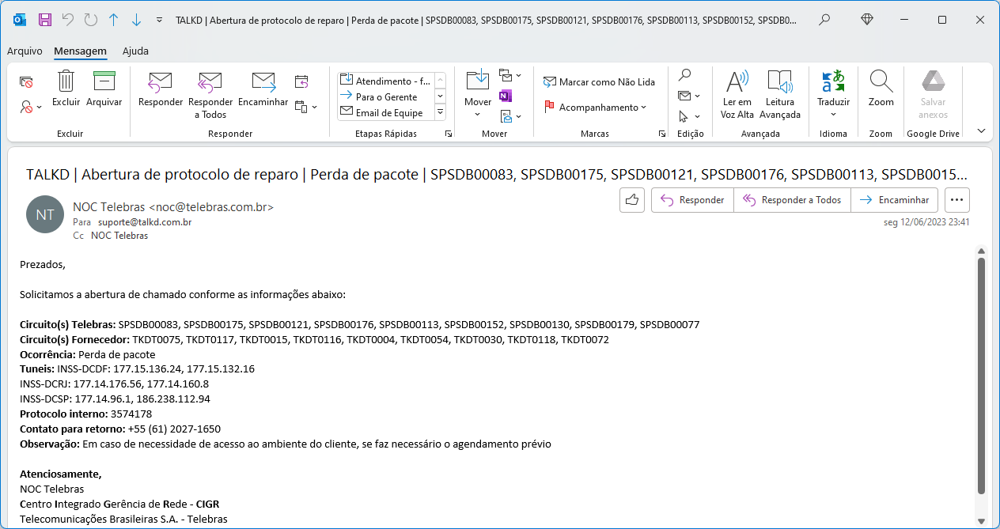 TALKD | Abertura de protocolo de reparo | Perda de pacote | SPSDB00083, SPSDB00175, SPSDB00121, SPSDB00176, SPSDB00113, SPSDB00152, SPSDB0...
Arquivo Mensagem Ajuda
Excluir Arquivar
Excluir
Responder Responder a Todos Encaminhar
Responder
Atendimento - f...
Para o Gerente
Email de Equipe
Etapas Rápidas
Mover
Mover
Marcar como Não Lida
Acompanhamento
Marcas
Edição
Ler em Voz Alta Leitura Avançada
Avançada
Traduzir
Idioma
Zoom
Zoom
Salvar anexos
Google Drive
TALKD | Abertura de protocolo de reparo | Perda de pacote | SPSDB00083, SPSDB00175, SPSDB00121, SPSDB00176, SPSDB00113, SPSDB0015...
NT
NOC Telebras <noc@telebras.com.br>
Para suporte@talkd.com.br
Cc NOC Telebras
Responder Responder a Todos Encaminhar
seg 12/06/2023 23:41
Prezados,
Solicitamos a abertura de chamado conforme as informações abaixo:
Circuito(s) Telebras: SPSDB00083, SPSDB00175, SPSDB00121, SPSDB00176, SPSDB00113, SPSDB00152, SPSDB00130, SPSDB00179, SPSDB00077
Circuito(s) Fornecedor: TKDT0075, TKDT0117, TKDT0015, TKDT0116, TKDT0004, TKDT0054, TKDT0030, TKDT0118, TKDT0072
Ocorrência: Perda de pacote
Tuneis: INSS-DCDF: 177.15.136.24, 177.15.132.16
INSS-DCRJ: 177.14.176.56, 177.14.160.8
INSS-DCSP: 177.14.96.1, 186.238.112.94
Protocolo interno: 3574178
Contato para retorno: +55 (61) 2027-1650
Observação: Em caso de necessidade de acesso ao ambiente do cliente, se faz necessário o agendamento prévio
Atenciosamente,
NOC Telebras
Centro Integrado Gerência de Rede - CIGR
Telecomunicações Brasileiras S.A. - Telebras